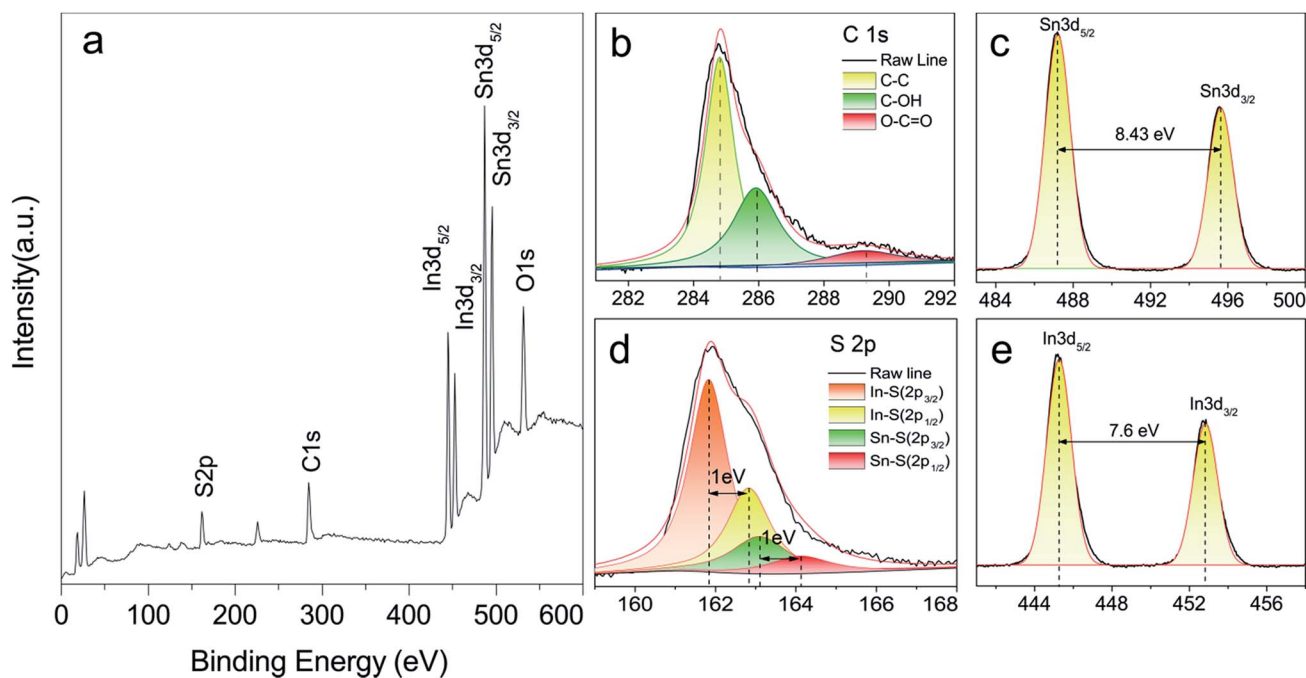 a
Intensity(a.u.)
S2p
C1s
In3d5/2
In3d3/2
Sn3d5/2
Sn3d3/2
O1s
0 100 200 300 400 500 600
Binding Energy (eV)
b
C 1s
Raw Line
C-C
C-OH
O-C=O
282 284 286 288 290 292
c
Sn3d5/2
Sn3d3/2
8.43 eV
484 488 492 496 500
d
S 2p
Raw line
In-S(2p3/2)
In-S(2p1/2)
Sn-S(2p3/2)
Sn-S(2p1/2)
1eV
1eV
160 162 164 166 168
e
In3d5/2
In3d3/2
7.6 eV
444 448 452 456